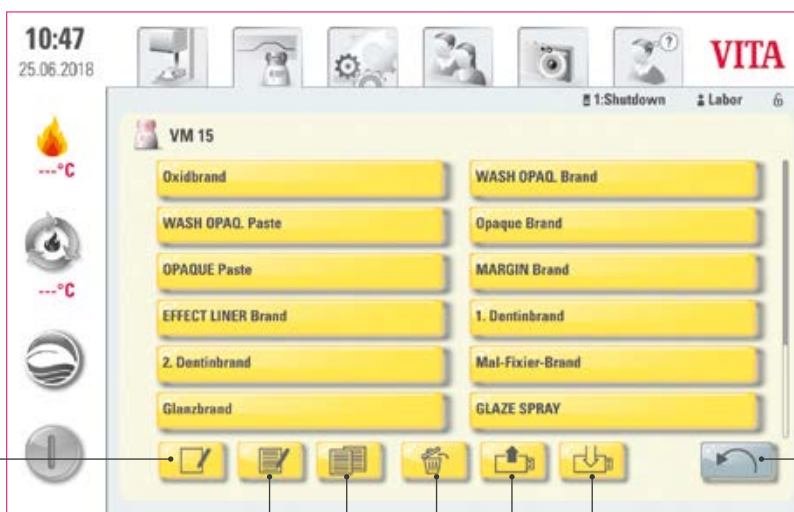 10:47
25.06.2018
VITA
1:Shutdown Labor
VM 15
Oxidbrand WASH OPAQ. Brand
WASH OPAQ. Paste Opaque Brand
OPAQUE Paste MARGIN Brand
EFFECT LINER Brand 1. Dentinbrand
2. Dentinbrand Mal-Fixier-Brand
Glanzbrand GLAZE SPRAY
---°C
---°C
?